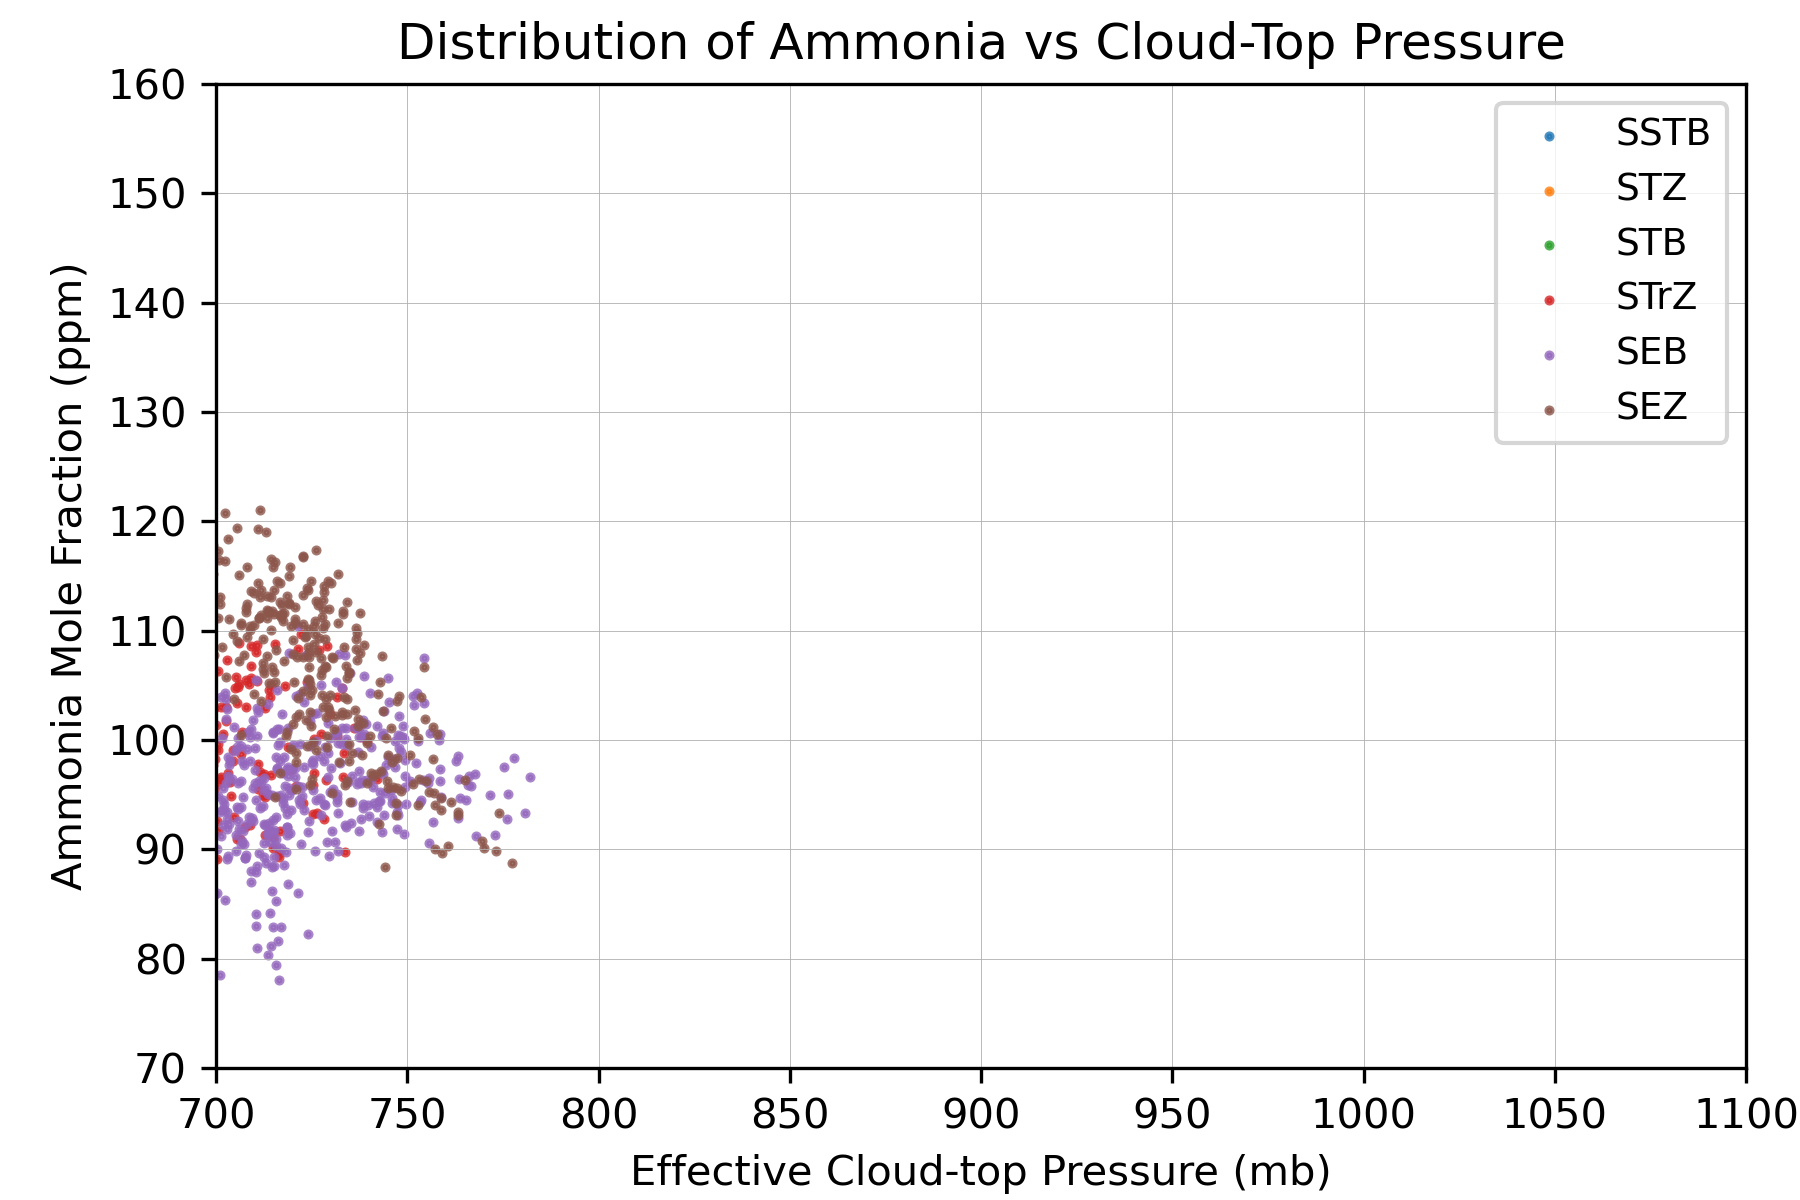 Distribution of Ammonia vs Cloud-Top Pressure
160
150
140
130
120
110
100
90
80
70
Ammonia Mole Fraction (ppm)
SSTB
STZ
STB
STrZ
SEB
SEZ
700 750 800 850 900 950 1000 1050 1100
Effective Cloud-top Pressure (mb)